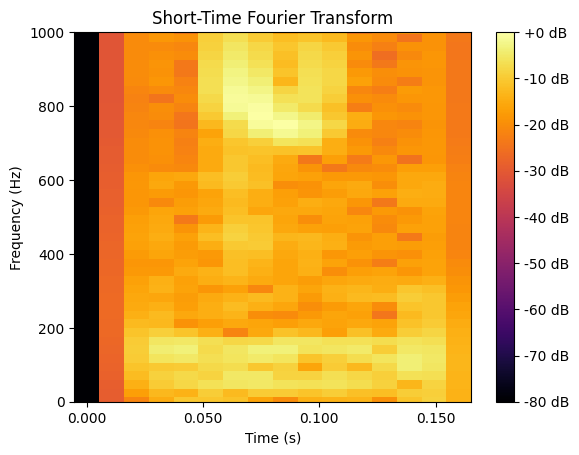 Short-Time Fourier Transform
1000
800
600
400
200
0
Frequency (Hz)
0.000
0.050
0.100
0.150
Time (s)
+0 dB
-10 dB
-20 dB
-30 dB
-40 dB
-50 dB
-60 dB
-70 dB
-80 dB